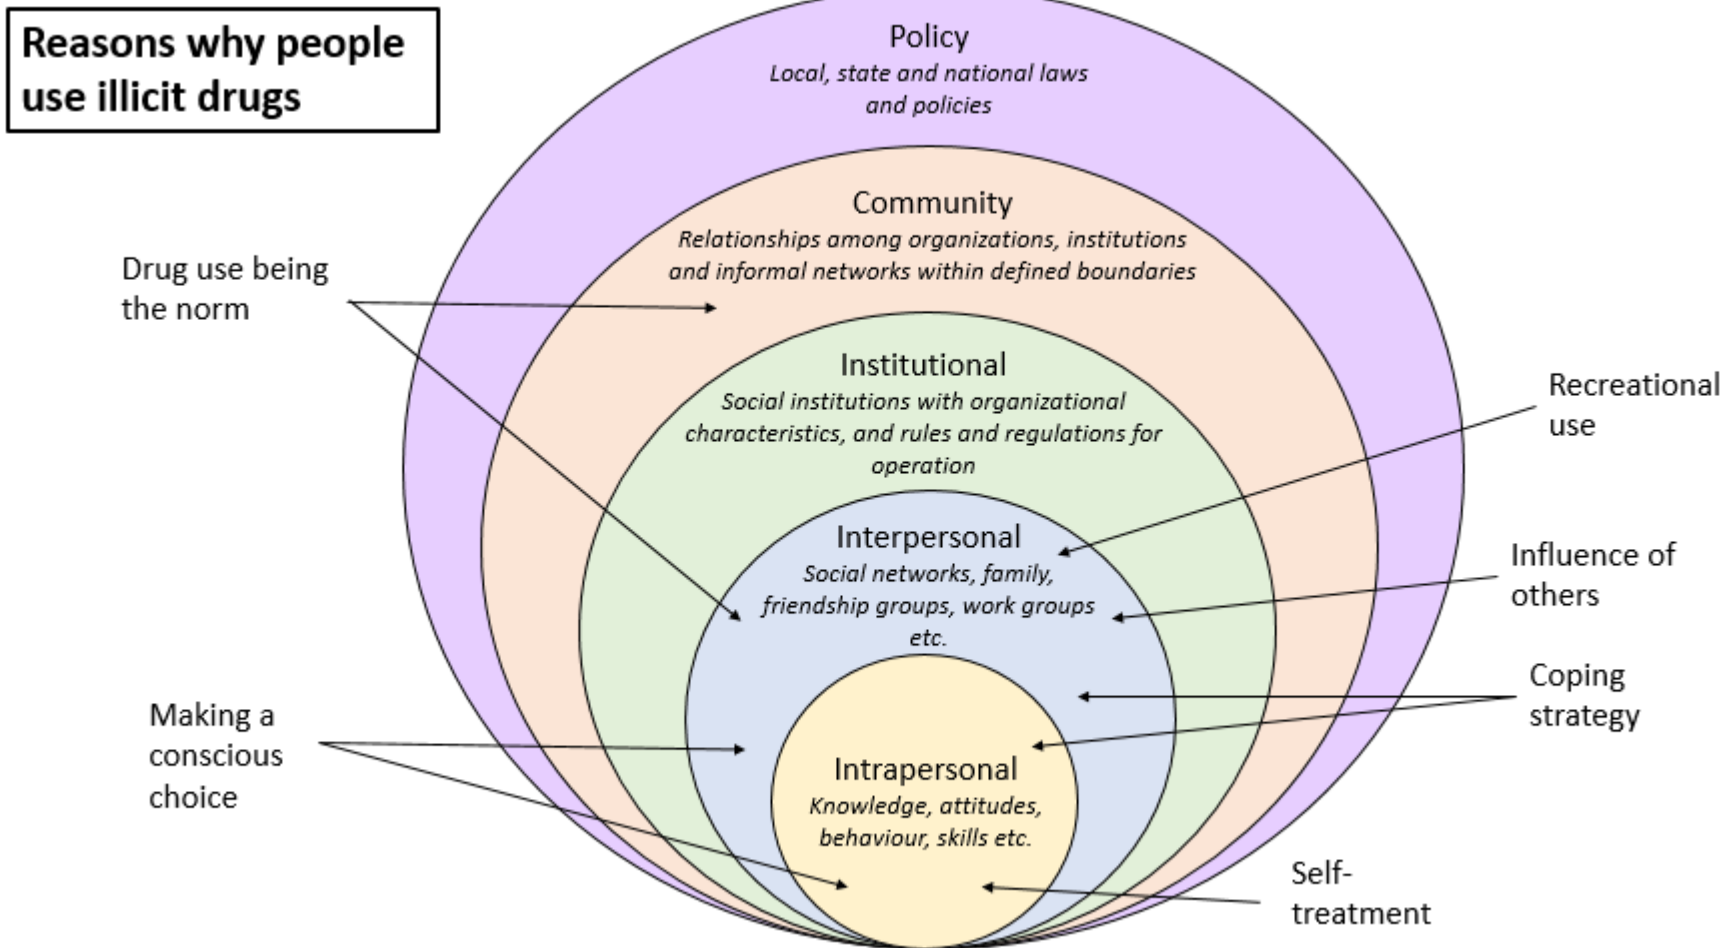 Reasons why people
use illicit drugs
Policy
Local, state and national laws
and policies
Community
Relationships among organizations, institutions
and informal networks within defined boundaries
Drug use being
the norm
Institutional
Social institutions with organizational
characteristics, and rules and regulations for
operation
Recreational
use
Interpersonal
Social networks, family,
friendship groups, work groups
etc.
Influence of
others
Coping
strategy
Making a
conscious
choice
Intrapersonal
Knowledge, attitudes,
behaviour, skills etc.
Self-
treatment